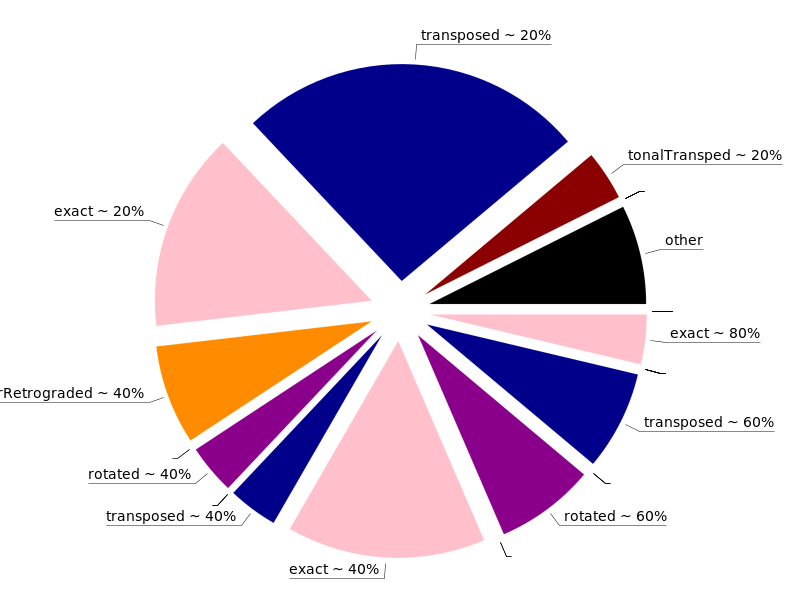 transposed ~ 20%
tonalTransped ~ 20%
exact ~ 20%
other
exact ~ 80%
rRetrograded ~ 40%
transposed ~ 60%
rotated ~ 40%
transposed ~ 40%
rotated ~ 60%
exact ~ 40%